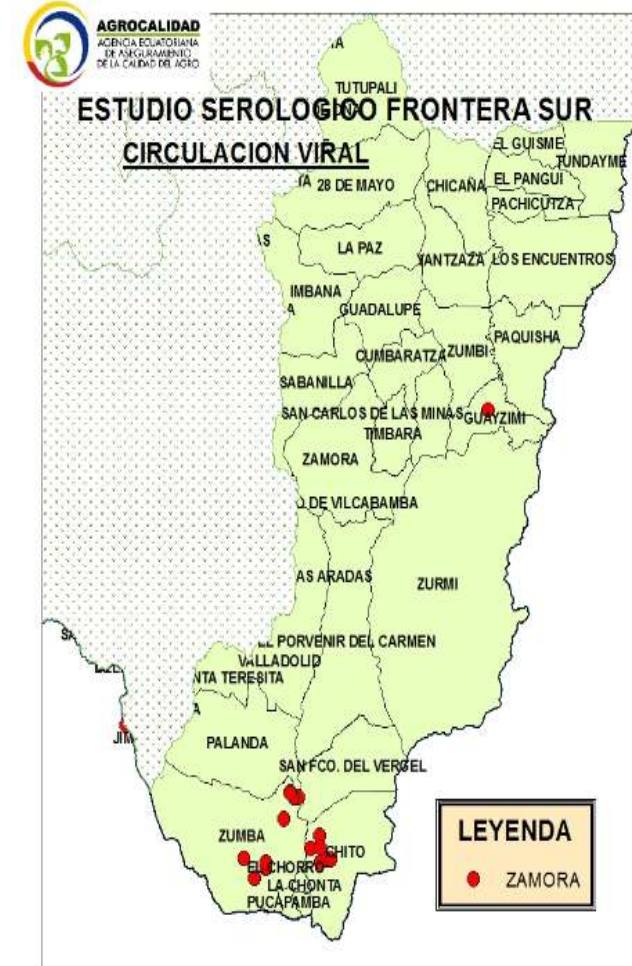 AGROCALIDAD
AGENCIA ECUATORIANA
DE ASEGURAMIENTO
DE LA CALIDAD DEL AGRO
TUTUPALI
ESTUDIO SEROLOGICO FRONTERA SUR
CIRCULACION VIRAL
EL GUISME
TUNDAYME
28 DE MAYO
CHICAÑA
EL PANGUI
PACHICUTZA
LA PAZ
YANTZAZA
LOS ENCUENTROS
IMBANA
GUADALUPE
CUMBARATZA
ZUMBI
PAQUISHA
SABANILLA
SAN CARLOS DE LAS MINAS
GUAYZIMI
TIMBARA
ZAMORA
O DE VILCABAMBA
AS ARADAS
ZURMI
EL PORVENIR DEL CARMEN
VALLADOLID
NTA TERESITA
JIM
PALANDA
SAN FCO. DEL VERGEL
ZUMBA
CHITO
EL CHORRO
LA CHONTA
PUCAPAMBA
LEYENDA
ZAMORA